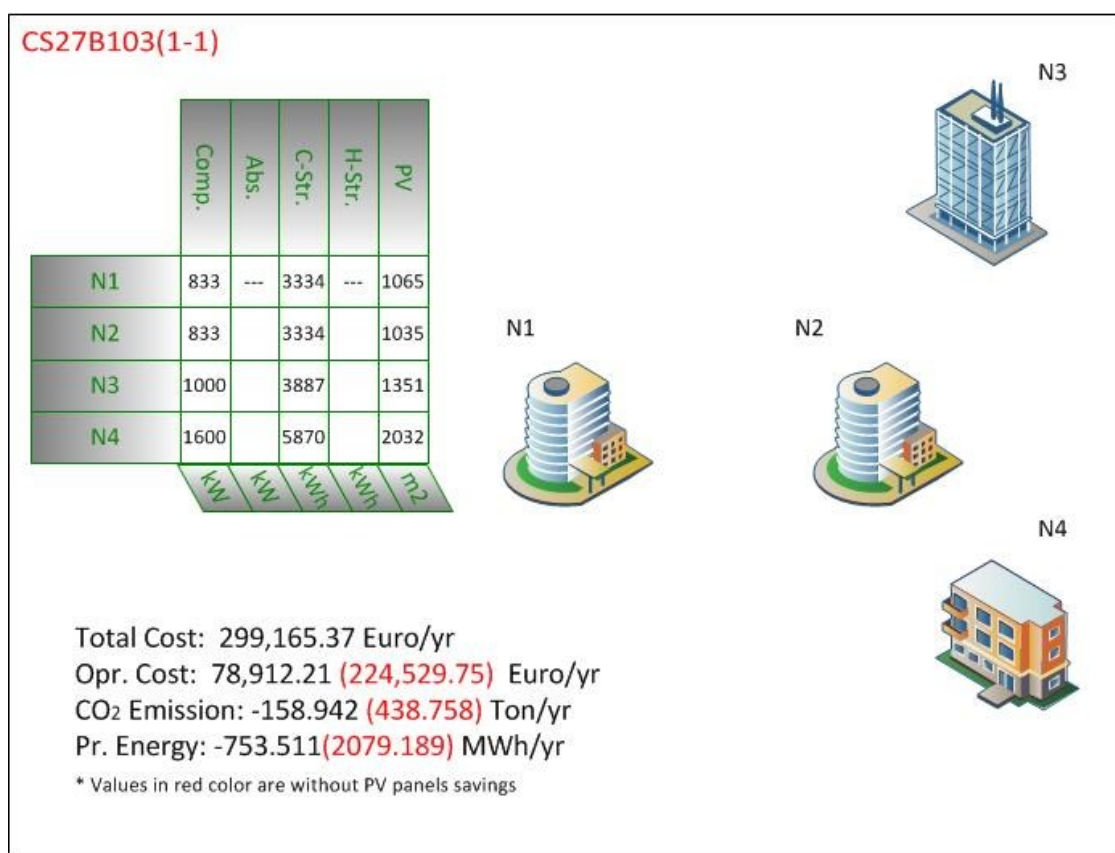 CS27B103(1-1)
N3
Comp. Abs. C-Str. H-Str. PV
N1 833 --- 3334 --- 1065
N2 833 3334 1035
N3 1000 3887 1351
N4 1600 5870 2032
kW kW kWh kWh m2
N1 N2
N4
Total Cost: 299,165.37 Euro/yr
Opr. Cost: 78,912.21 (224,529.75) Euro/yr
CO2 Emission: -158.942 (438.758) Ton/yr
Pr. Energy: -753.511(2079.189) MWh/yr
* Values in red color are without PV panels savings